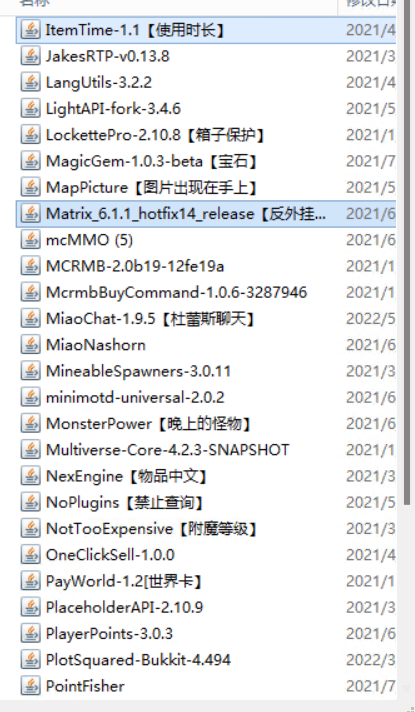 名称 修改日期
ItemTime-1.1【使用时长】 2021/4
JakesRTP-v0.13.8 2021/3
LangUtils-3.2.2 2021/4
LightAPI-fork-3.4.6 2021/5
LockettePro-2.10.8【箱子保护】 2021/1
MagicGem-1.0.3-beta【宝石】 2021/7
MapPicture【图片出现在手上】 2021/5
Matrix_6.1.1_hotfix14_release【反外挂... 2021/6
mcMMO (5) 2021/6
MCRMB-2.0b19-12fe19a 2021/1
McrmbBuyCommand-1.0.6-3287946 2021/1
MiaoChat-1.9.5【杜蕾斯聊天】 2022/5
MiaoNashorn 2021/6
MineableSpawners-3.0.11 2021/3
minimotd-universal-2.0.2 2021/6
MonsterPower【晚上的怪物】 2021/6
Multiverse-Core-4.2.3-SNAPSHOT 2021/1
NexEngine【物品中文】 2021/3
NoPlugins【禁止查询】 2021/5
NotTooExpensive【附魔等级】 2021/3
OneClickSell-1.0.0 2021/4
PayWorld-1.2[世界卡】 2021/1
PlaceholderAPI-2.10.9 2021/3
PlayerPoints-3.0.3 2021/6
PlotSquared-Bukkit-4.494 2022/3
PointFisher 2021/7